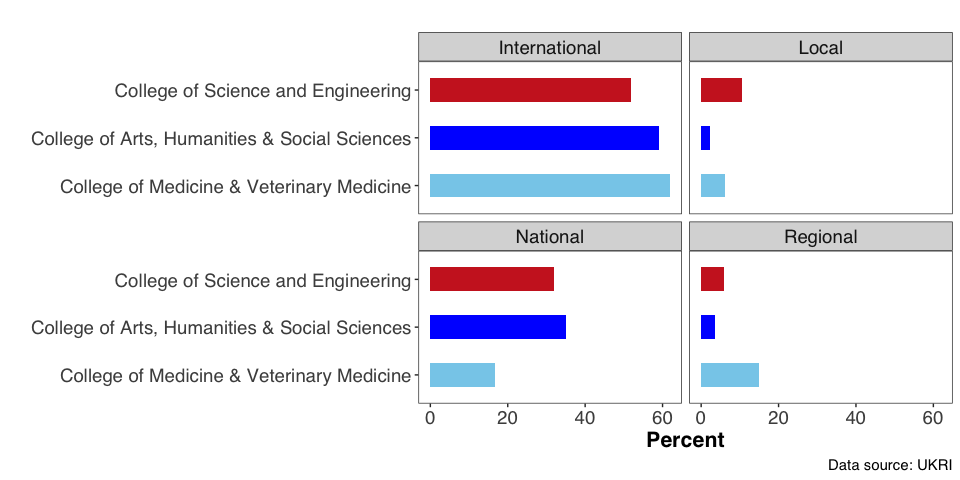 International
Local
College of Science and Engineering
College of Arts, Humanities & Social Sciences
College of Medicine & Veterinary Medicine
National
Regional
College of Science and Engineering
College of Arts, Humanities & Social Sciences
College of Medicine & Veterinary Medicine
0 20 40 60
0 20 40 60
Percent
Data source: UKRI